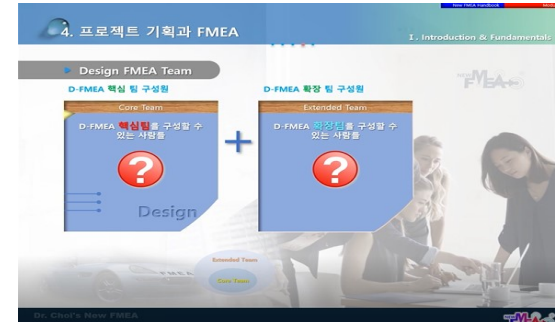 New FMEA Handbook
4. 프로젝트 기획과 FMEA
I. Introduction & Fundamentals
Design FMEA Team
D-FMEA 핵심 팀 구성원
D-FMEA 확장 팀 구성원
Core Team
Extended Team
D-FMEA 핵심팀를 구성할 수
있는 사람들
D-FMEA 확장팀를 구성할 수
있는 사람들
?
+
?
Design
Extended Team
Core Team
FMEA
Dr. Choi's New FMEA